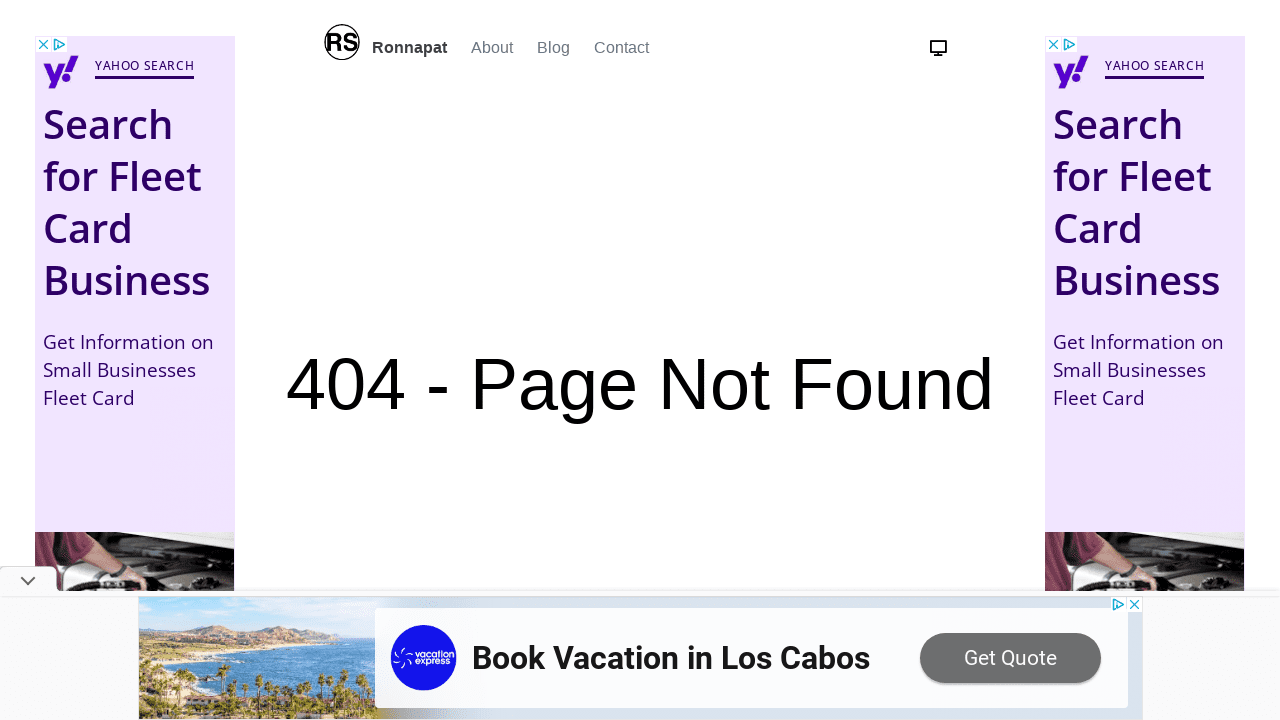 RS Ronnapat About Blog Contact
YAHOO SEARCH
Search
for Fleet
Card
Business
Get Information on
Small Businesses
Fleet Card
404 - Page Not Found
YAHOO SEARCH
Search
for Fleet
Card
Business
Get Information on
Small Businesses
Fleet Card
vacation
express
Book Vacation in Los Cabos
Get Quote